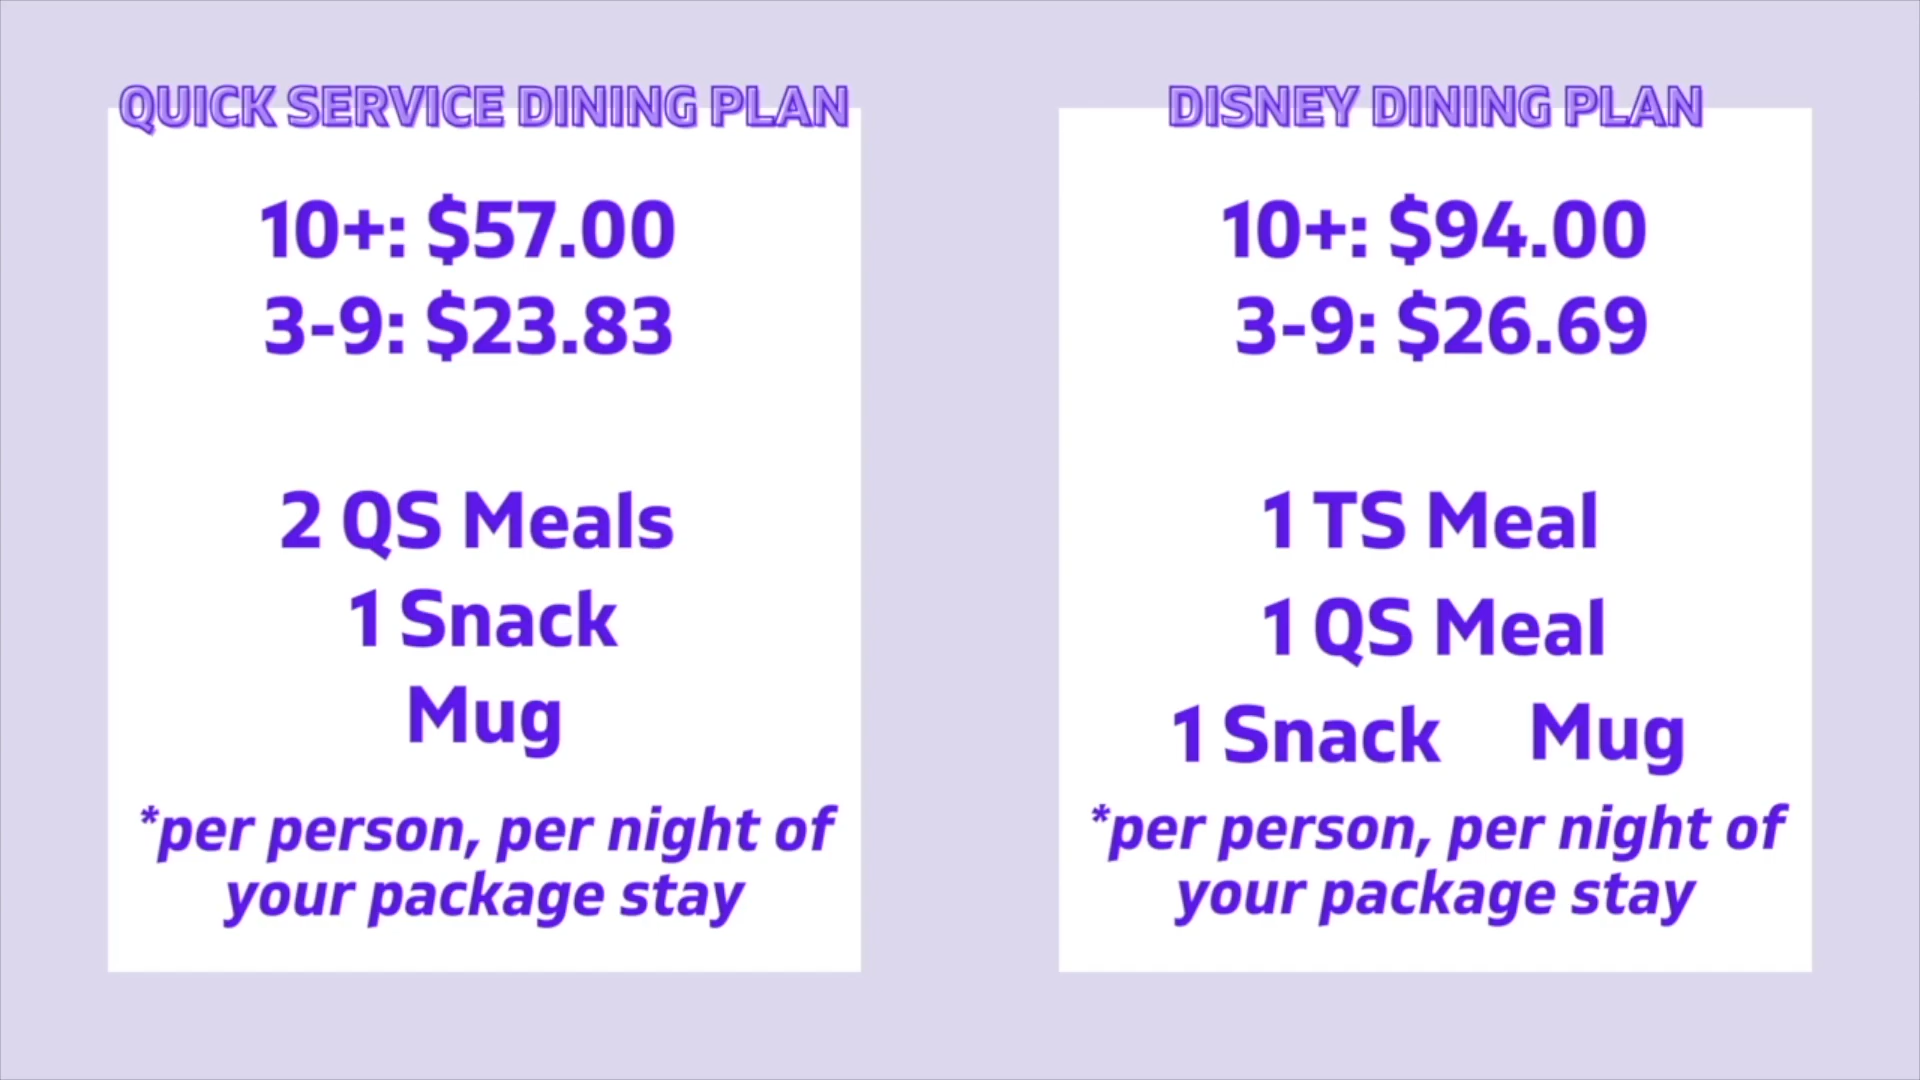 QUICK SERVICE DINING PLAN
10+: $57.00
3-9: $23.83
2 QS Meals
1 Snack
Mug
*per person, per night of
your package stay
DISNEY DINING PLAN
10+: $94.00
3-9: $26.69
1 TS Meal
1 QS Meal
1 Snack Mug
*per person, per night of
your package stay